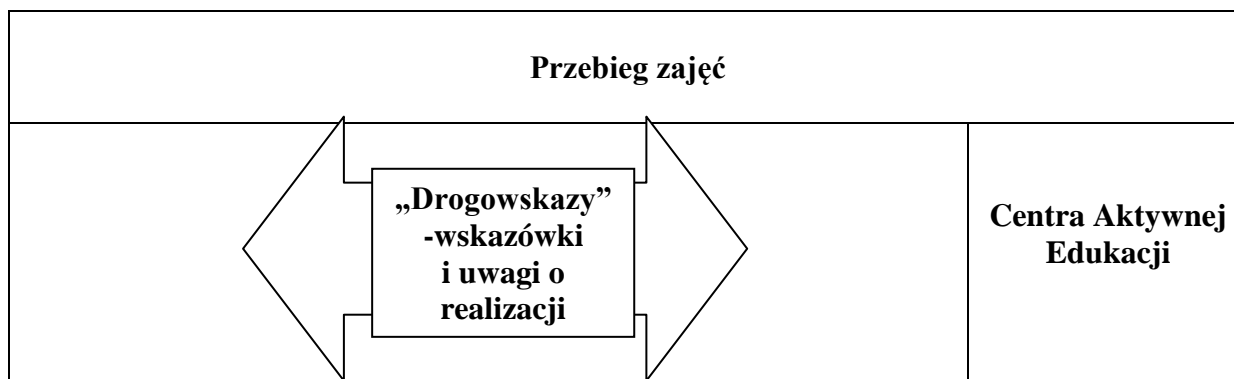 Przebieg zajęć
„Drogowskazy”
-wskazówki
i uwagi o
realizacji
Centra Aktywnej
Edukacji